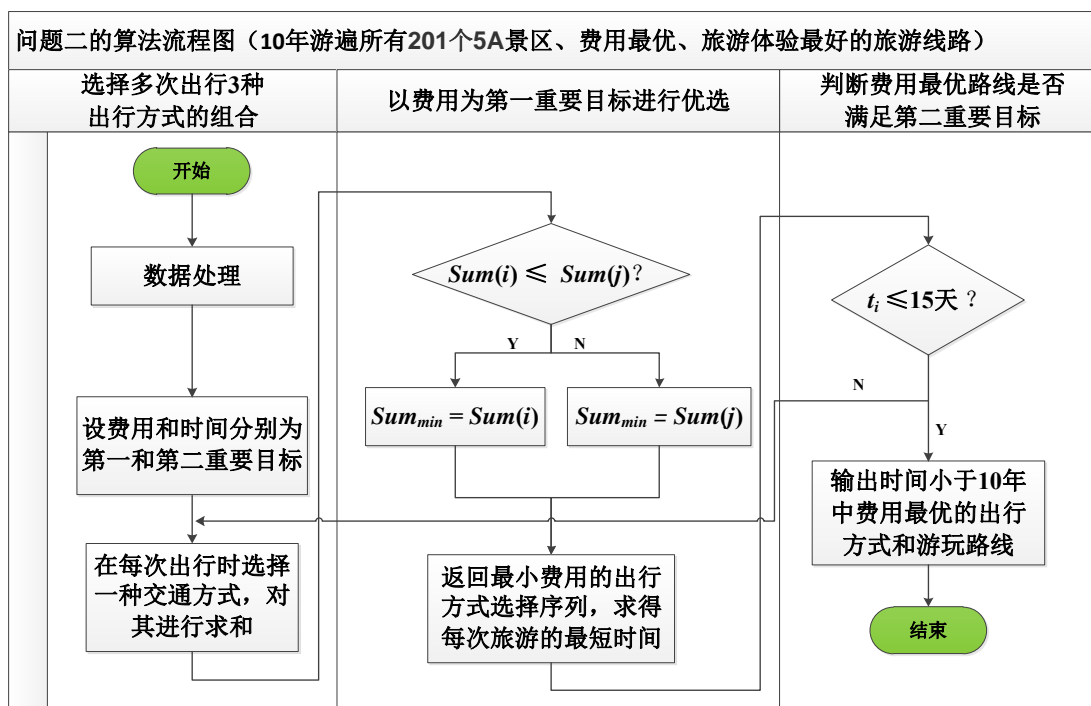 问题二的算法流程图（10年游遍所有201个5A景区、费用最优、旅游体验最好的旅游线路）
选择多次出行3种
出行方式的组合
以费用为第一重要目标进行优选
判断费用最优路线是否
满足第二重要目标
开始
数据处理
设费用和时间分别为
第一和第二重要目标
在每次出行时选择
一种交通方式，对
其进行求和
Sum(i) ≤ Sum(j)？
Y
N
Sum_min = Sum(i)
Sum_min = Sum(j)
返回最小费用的出行
方式选择序列，求得
每次旅游的最短时间
t_i ≤15天？
N
Y
输出时间小于10年
中费用最优的出行
方式和游玩路线
结束